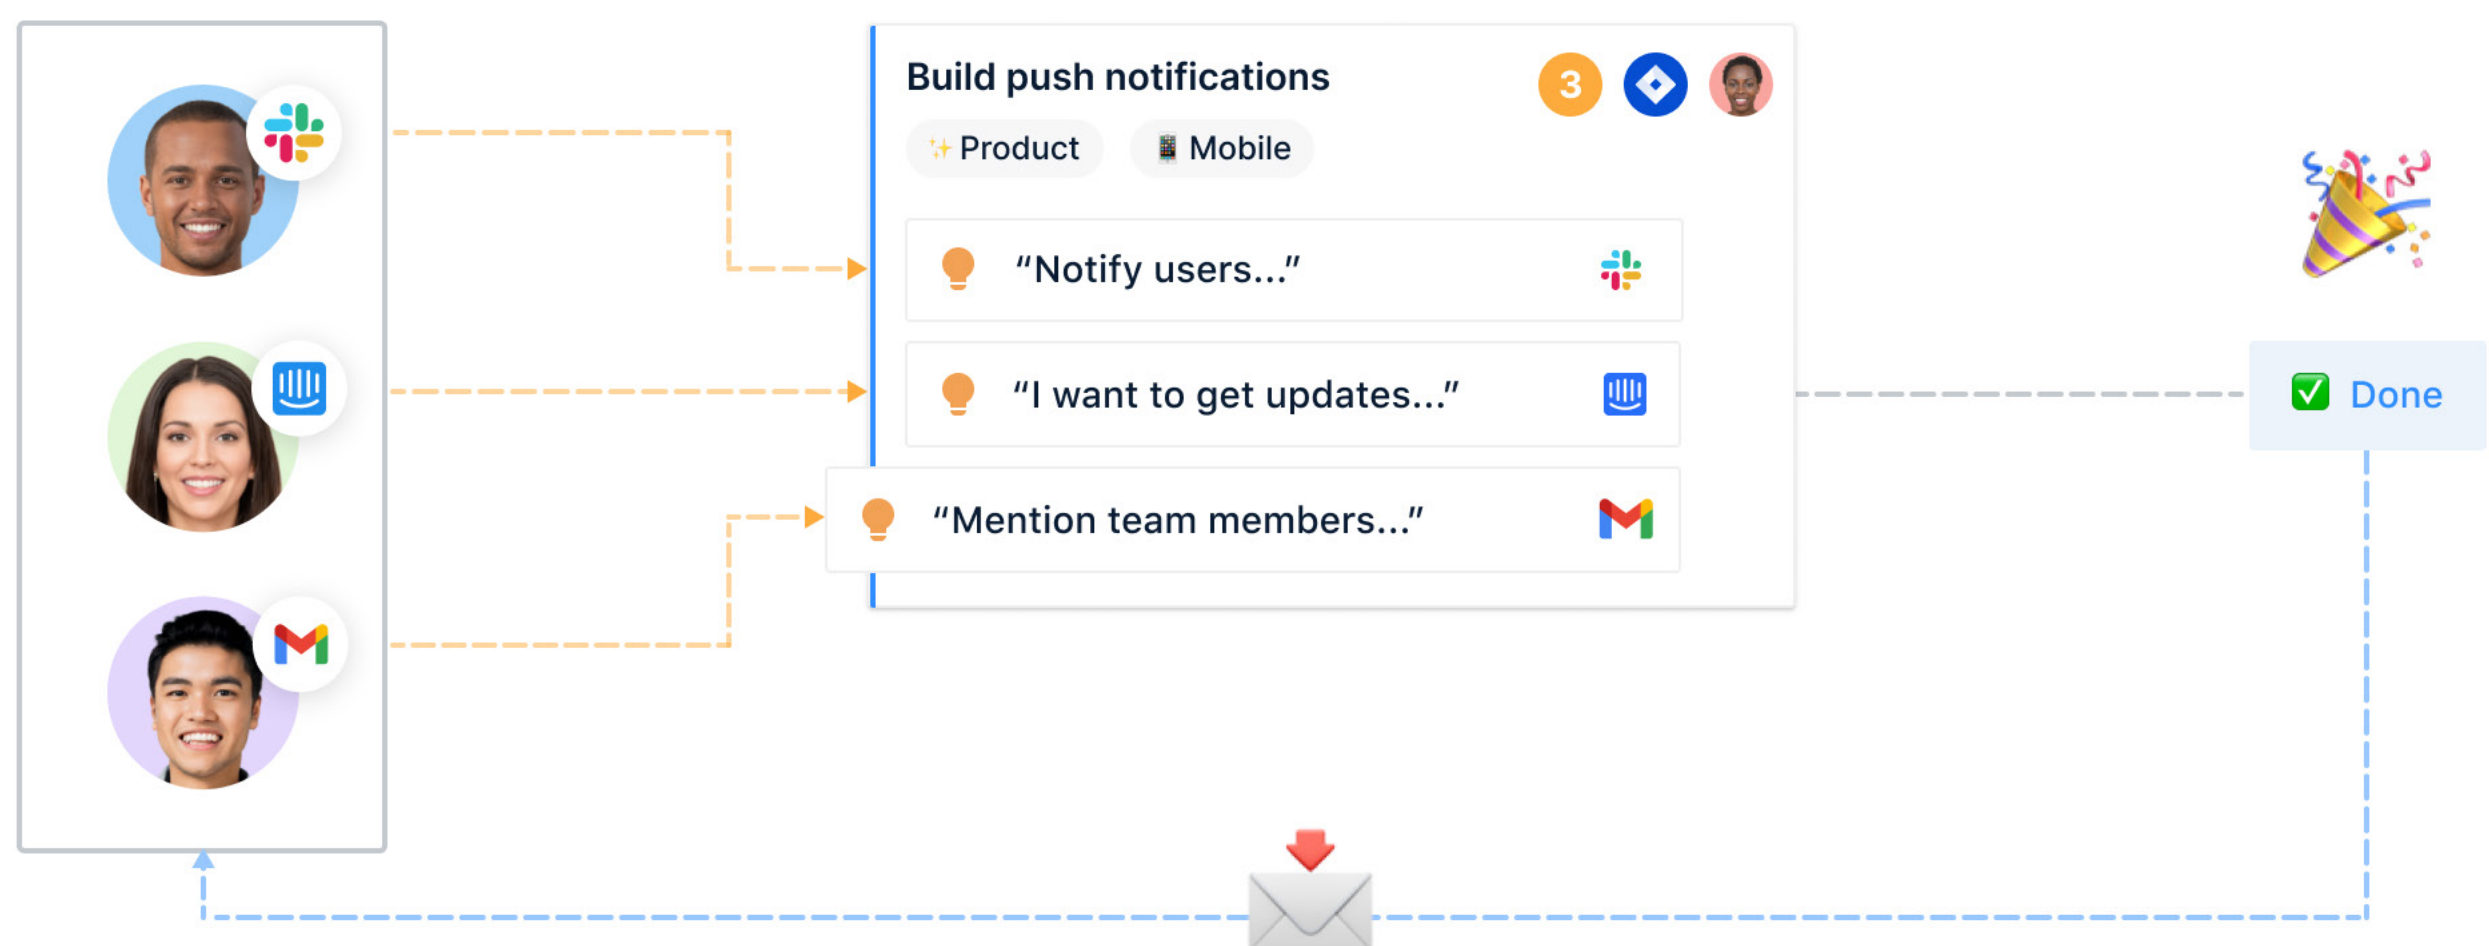 Build push notifications
3
Product
Mobile
“Notify users...”
“I want to get updates...”
“Mention team members...”
Done